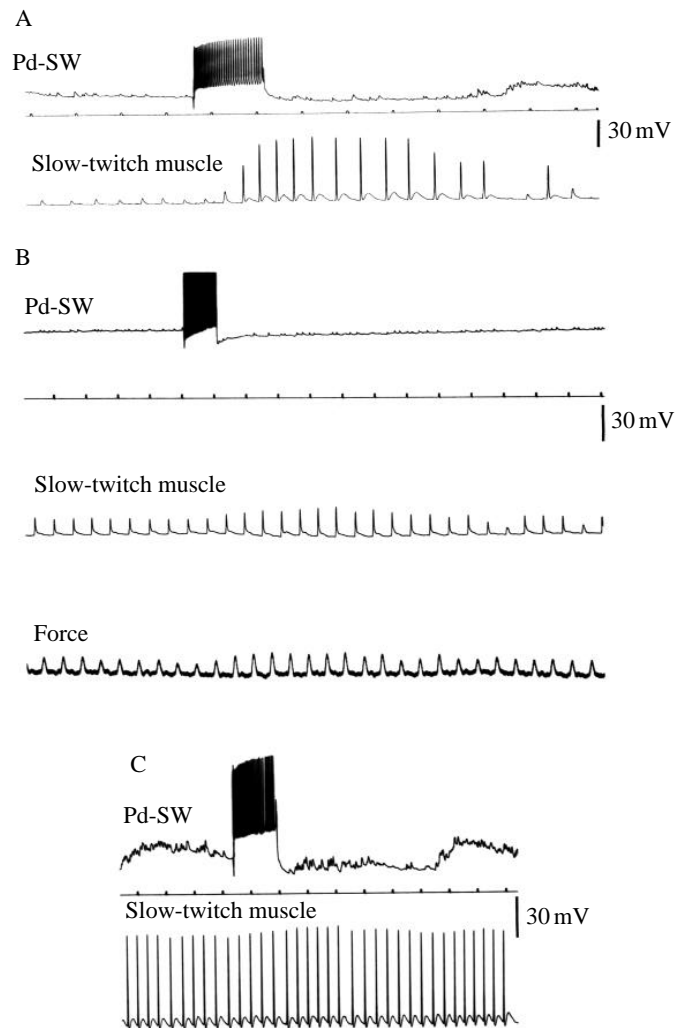 A
Pd-SW
30 mV
Slow-twitch muscle
B
Pd-SW
30 mV
Slow-twitch muscle
Force
C
Pd-SW
Slow-twitch muscle
30 mV